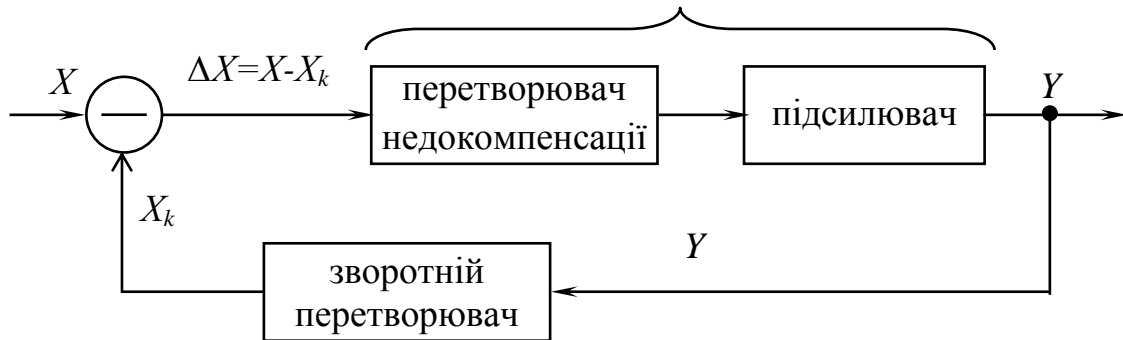 X
ΔX=X-Xk
перетворювач
недокомпенсації
підсилювач
Y
Xk
зворотній
перетворювач
Y